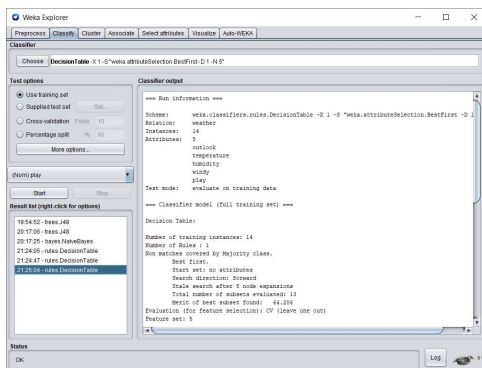 Weka Explorer
Preprocess Classify Cluster Associate Select attributes Visualize Auto-WEKA
Classifier
Choose DecisionTable -X 1 -S "weka.attributeSelection.BestFirst -D 1 -N 5"
Test options
Use training set
Supplied test set Set...
Cross-validation Folds 10
Percentage split % 66
More options...
(Nom) play
Start Stop
Result list (right-click for options)
19:54:52 - trees.J48
20:17:06 - trees.J48
20:17:25 - bayes.NaiveBayes
21:24:05 - rules.DecisionTable
21:24:47 - rules.DecisionTable
21:25:04 - rules.DecisionTable
Classifier output
=== Run information ===
Scheme: weka.classifiers.rules.DecisionTable -X 1 -S "weka.attributeSelection.BestFirst -D 1
Relation: weather
Instances: 14
Attributes: 5
outlook
temperature
humidity
windy
play
Test mode: evaluate on training data
=== Classifier model (full training set) ===
Decision Table:
Number of training instances: 14
Number of Rules : 1
Non matches covered by Majority class.
Best first.
Start set: no attributes
Search direction: forward
Stale search after 5 node expansions
Total number of subsets evaluated: 13
Merit of best subset found: 64.286
Evaluation (for feature selection): CV (leave one out)
Feature set: 5
Status
OK
Log